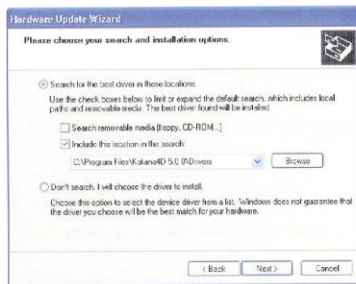 Hardware Update Wizard
Please choose your search and installation options.
Search for the best driver in these locations.
Use the check boxes below to limit or expand the default search, which includes local
paths and removable media. The best driver found will be installed.
Search removable media (floppy, CD-ROM...)
Include this location in the search:
C:\Program Files\Katana4D-5.0.0\Drivers
Browse
Don't search. I will choose the driver to install.
Choose this option to select the device driver from a list. Windows does not guarantee that
the driver you choose will be the best match for your hardware.
< Back
Next >
Cancel